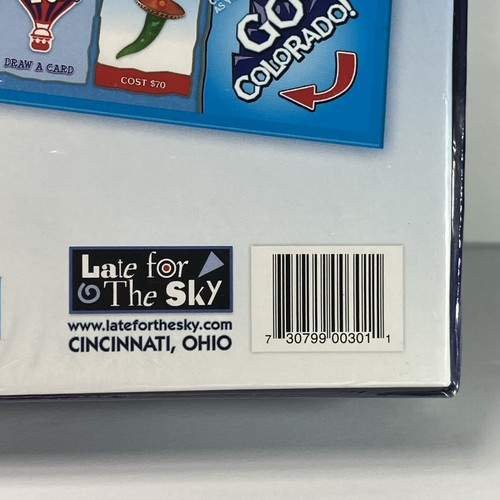 DRAW A CARD
COST $70
GO
COLORADO!
Late for
The Sky
www.lateforthesky.com
CINCINNATI, OHIO
7 30799 00301 1